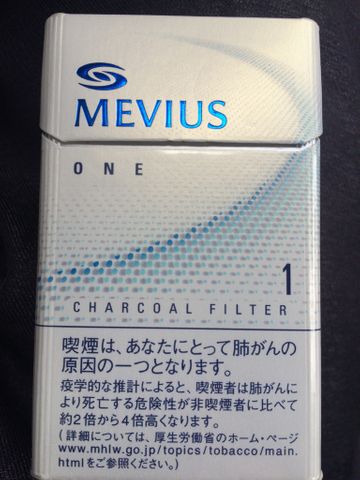 MEVIUS
ONE
1
CHARCOAL FILTER
喫煙は、あなたにとって肺がんの
原因の一つとなります。
疫学的な推計によると、喫煙者は肺がんに
より死亡する危険性が非喫煙者に比べて
約2倍から4倍高くなります。
(詳細については、厚生労働省のホーム・ページ
www.mhlw.go.jp/topics/tobacco/main.
htmlをご参照ください。)